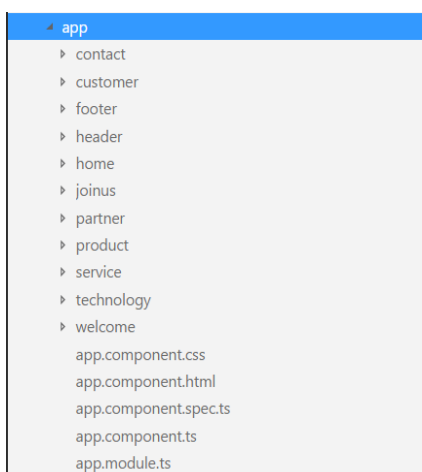 app
contact
customer
footer
header
home
joinus
partner
product
service
technology
welcome
app.component.css
app.component.html
app.component.spec.ts
app.component.ts
app.module.ts